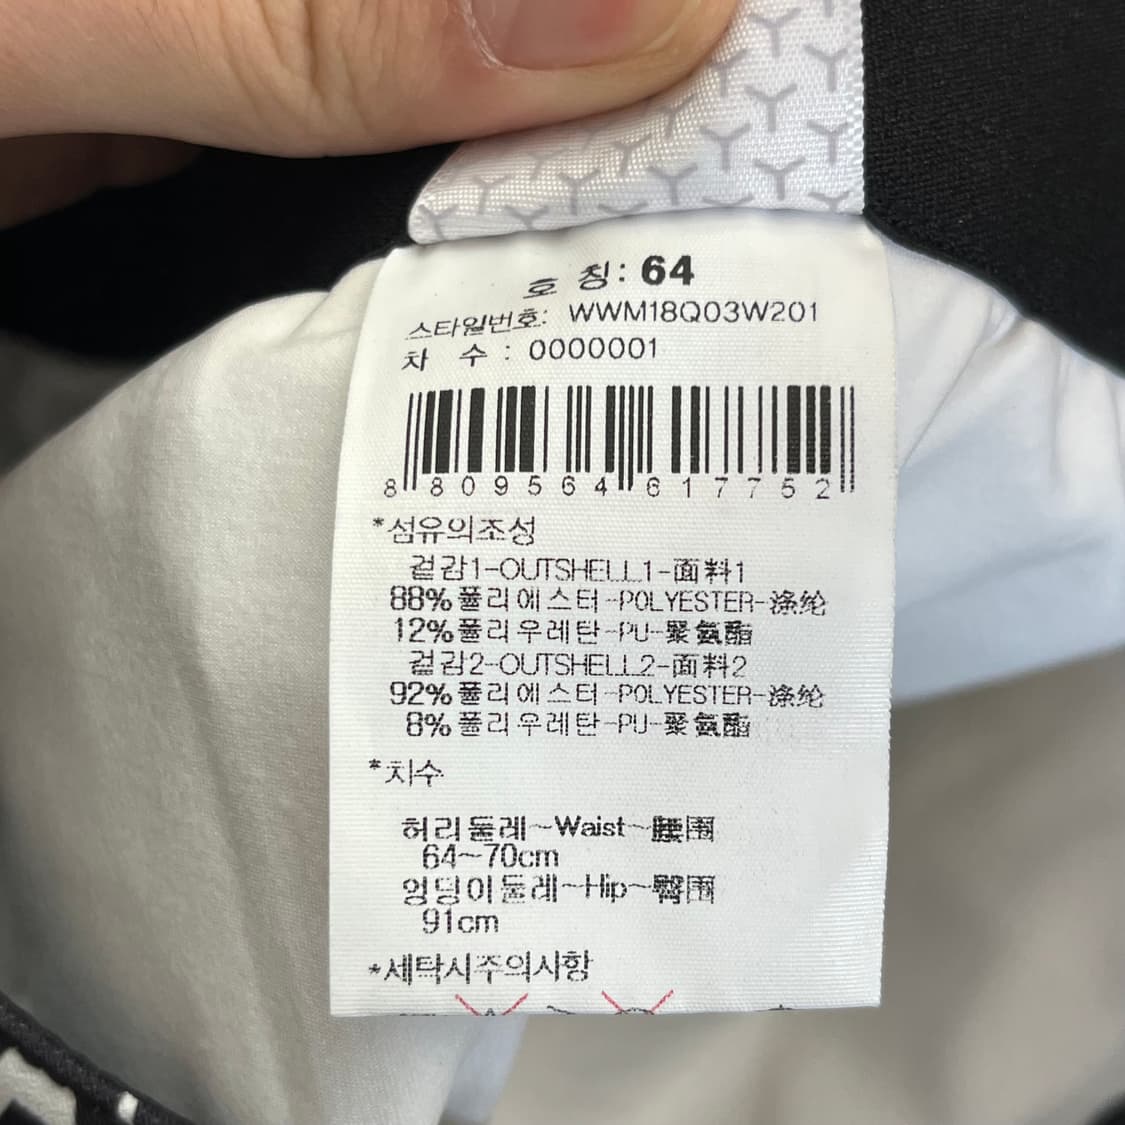 호 칭: 64
스타일번호: WWM18Q03W201
차 수 : 0000001
8 809564 617752
*섬유의조성
겉감1-OUTSHELL1-面料1
88%폴리에스터-POLYESTER-涤纶
12%폴리우레탄-PU-聚氨酯
겉감2-OUTSHELL2-面料2
92%폴리에스터-POLYESTER-涤纶
8%폴리우레탄-PU-聚氨酯
*치수
허리둘레~Waist~腰围
64~70cm
엉덩이둘레~Hip~臀围
91cm
*세탁시주의사항